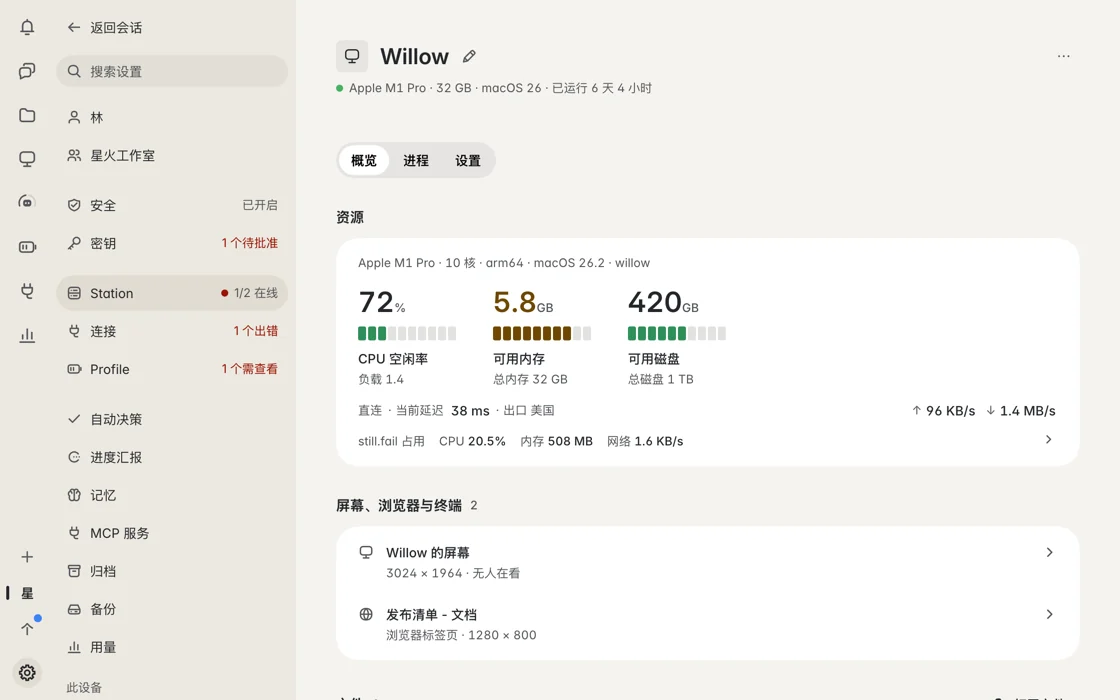 返回会话
搜索设置
林
星火工作室
安全 已开启
密钥 1 个待批准
Station 1/2 在线
连接 1 个出错
Profile 1 个需查看
自动决策
进度汇报
记忆
MCP 服务
归档
备份
用量
此设备
星
Willow
Apple M1 Pro · 32 GB · macOS 26 · 已运行 6 天 4 小时
概览 进程 设置
资源
Apple M1 Pro · 10 核 · arm64 · macOS 26.2 · willow
72% 5.8GB 420GB
CPU 空闲率 可用内存 可用磁盘
负载 1.4 总内存 32 GB 总磁盘 1 TB
直连 · 当前延迟 38 ms · 出口 美国 ↑ 96 KB/s ↓ 1.4 MB/s
still.fail 占用 CPU 20.5% 内存 508 MB 网络 1.6 KB/s
屏幕、浏览器与终端 2
Willow 的屏幕
3024 × 1964 · 无人在看
发布清单 - 文档
浏览器标签页 · 1280 × 800